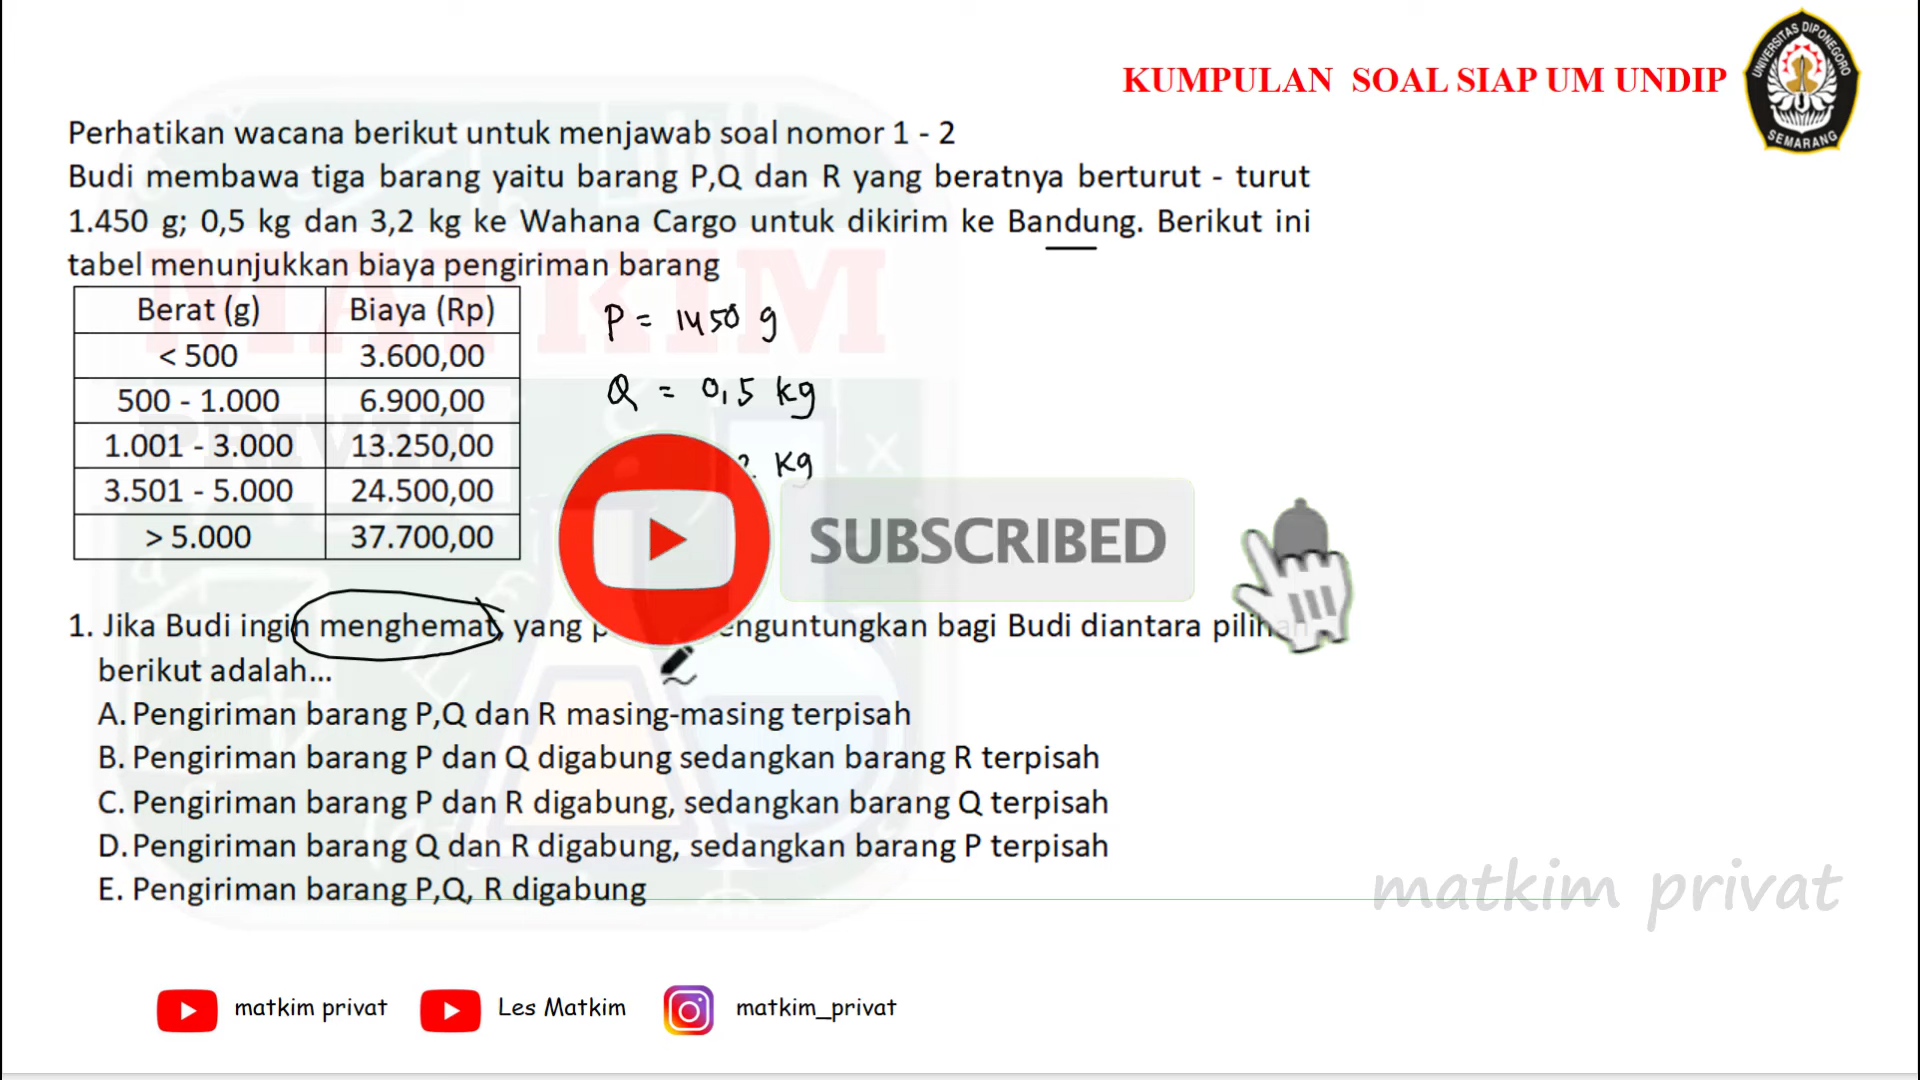 KUMPULAN SOAL SIAP UM UNDIP
UNIVERSITAS DIPONEGORO
SEMARANG
Perhatikan wacana berikut untuk menjawab soal nomor 1 - 2
Budi membawa tiga barang yaitu barang P,Q dan R yang beratnya berturut - turut
1.450 g; 0,5 kg dan 3,2 kg ke Wahana Cargo untuk dikirim ke Bandung. Berikut ini
tabel menunjukkan biaya pengiriman barang
Berat (g) Biaya (Rp)
< 500 3.600,00
500 - 1.000 6.900,00
1.001 - 3.000 13.250,00
3.501 - 5.000 24.500,00
> 5.000 37.700,00
P = 1450 g
Q = 0,5 kg
kg
MATKIM
PRIVAT
SUBSCRIBED
1. Jika Budi ingin menghemat, yang enguntungkan bagi Budi diantara
berikut adalah...
A. Pengiriman barang P,Q dan R masing-masing terpisah
B. Pengiriman barang P dan Q digabung sedangkan barang R terpisah
C. Pengiriman barang P dan R digabung, sedangkan barang Q terpisah
D. Pengiriman barang Q dan R digabung, sedangkan barang P terpisah
E. Pengiriman barang P,Q, R digabung
matkim privat
matkim privat Les Matkim matkim_privat